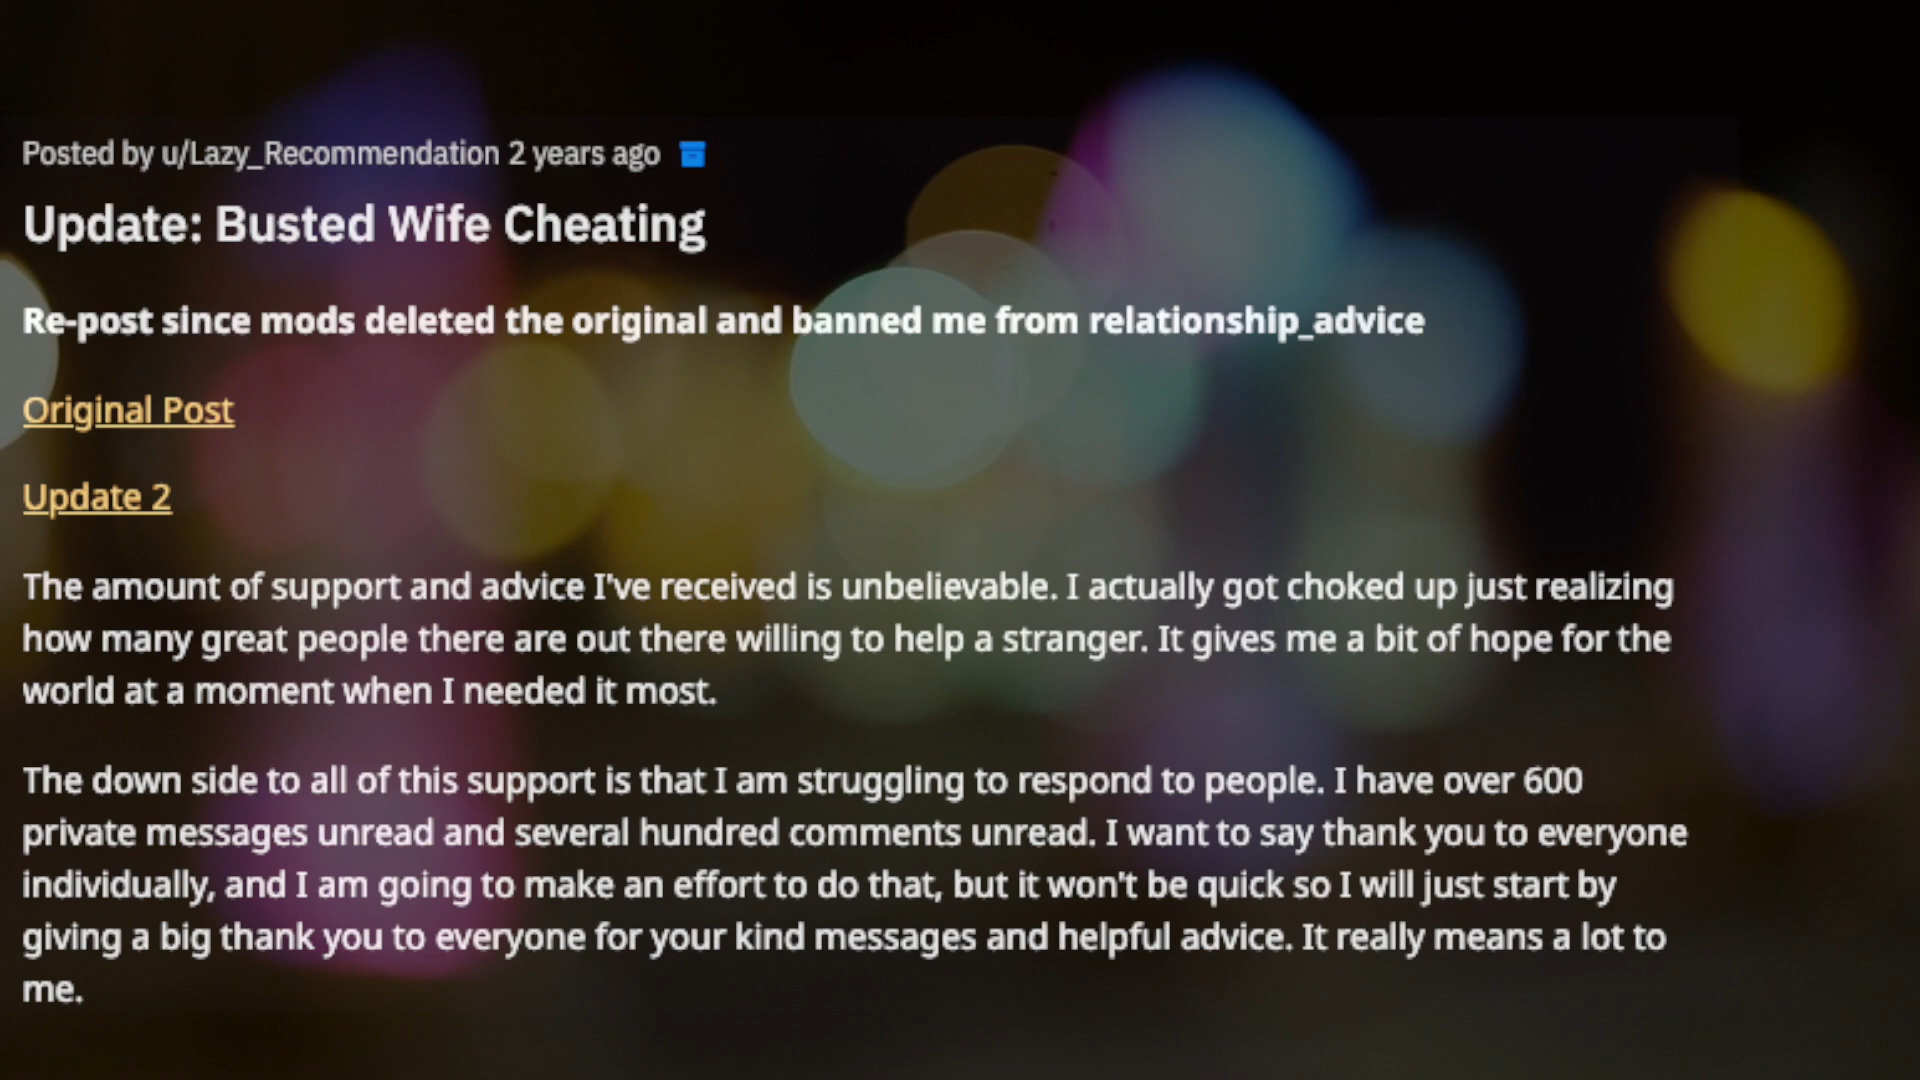 Posted by u/Lazy_Recommendation 2 years ago
Update: Busted Wife Cheating
Re-post since mods deleted the original and banned me from relationship_advice
Original Post
Update 2
The amount of support and advice I've received is unbelievable. I actually got choked up just realizing
how many great people there are out there willing to help a stranger. It gives me a bit of hope for the
world at a moment when I needed it most.
The down side to all of this support is that I am struggling to respond to people. I have over 600
private messages unread and several hundred comments unread. I want to say thank you to everyone
individually, and I am going to make an effort to do that, but it won't be quick so I will just start by
giving a big thank you to everyone for your kind messages and helpful advice. It really means a lot to
me.